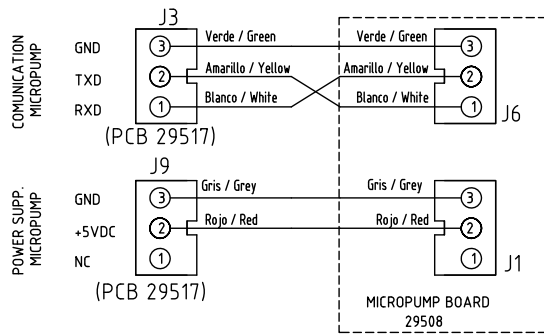 J3
COMUNICATION
MICROPUMP
GND
3
Verde / Green
Verde / Green
3
TXD
2
Amarillo / Yellow
Amarillo / Yellow
2
RXD
1
Blanco / White
Blanco / White
1
J6
(PCB 29517)
J9
POWER SUPP.
MICROPUMP
GND
3
Gris / Grey
Gris / Grey
3
+5VDC
2
Rojo / Red
Rojo / Red
2
NC
1
1
J1
(PCB 29517)
MICROPUMP BOARD
29508